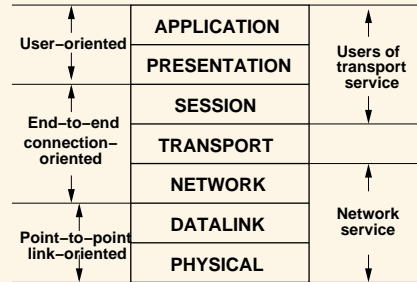 User-oriented
End-to-end
connection-
oriented
Point-to-point
link-oriented
APPLICATION
PRESENTATION
SESSION
TRANSPORT
NETWORK
DATALINK
PHYSICAL
Users of
transport
service
Network
service